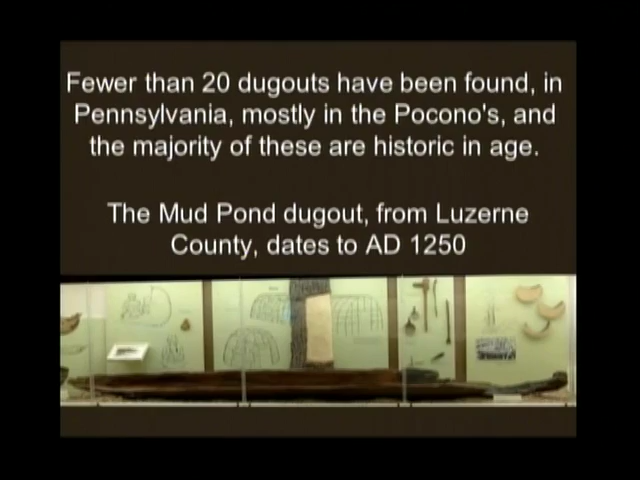 Fewer than 20 dugouts have been found, in
Pennsylvania, mostly in the Pocono's, and
the majority of these are historic in age.
The Mud Pond dugout, from Luzerne
County, dates to AD 1250